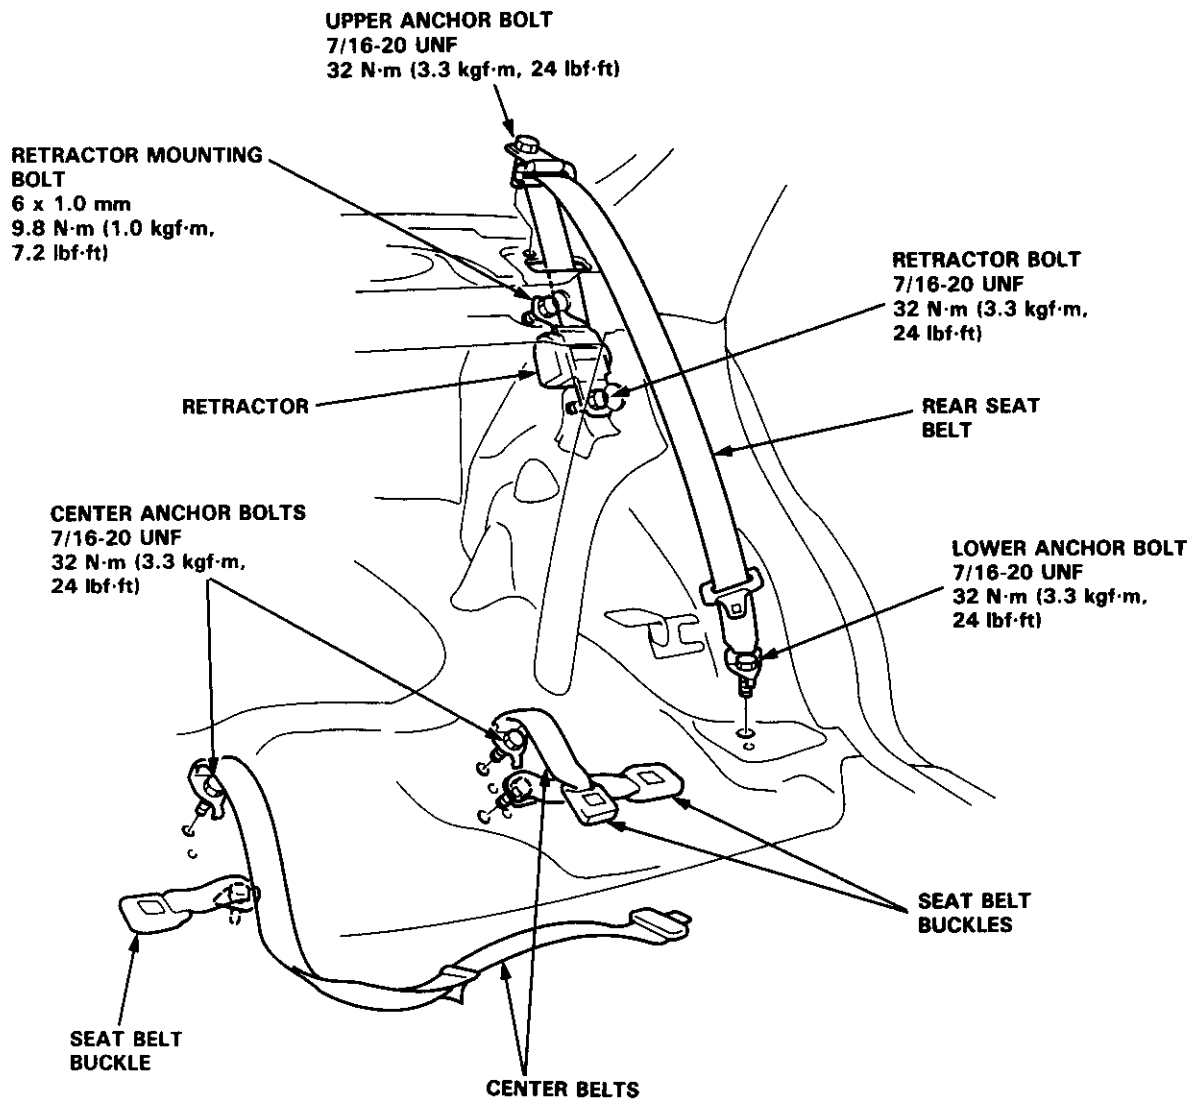 UPPER ANCHOR BOLT
7/16-20 UNF
32 N·m (3.3 kgf·m, 24 lbf·ft)
RETRACTOR MOUNTING
BOLT
6 x 1.0 mm
9.8 N·m (1.0 kgf·m,
7.2 lbf·ft)
RETRACTOR BOLT
7/16-20 UNF
32 N·m (3.3 kgf·m,
24 lbf·ft)
RETRACTOR
REAR SEAT
BELT
CENTER ANCHOR BOLTS
7/16-20 UNF
32 N·m (3.3 kgf·m,
24 lbf·ft)
LOWER ANCHOR BOLT
7/16-20 UNF
32 N·m (3.3 kgf·m,
24 lbf·ft)
SEAT BELT
BUCKLES
SEAT BELT
BUCKLE
CENTER BELTS